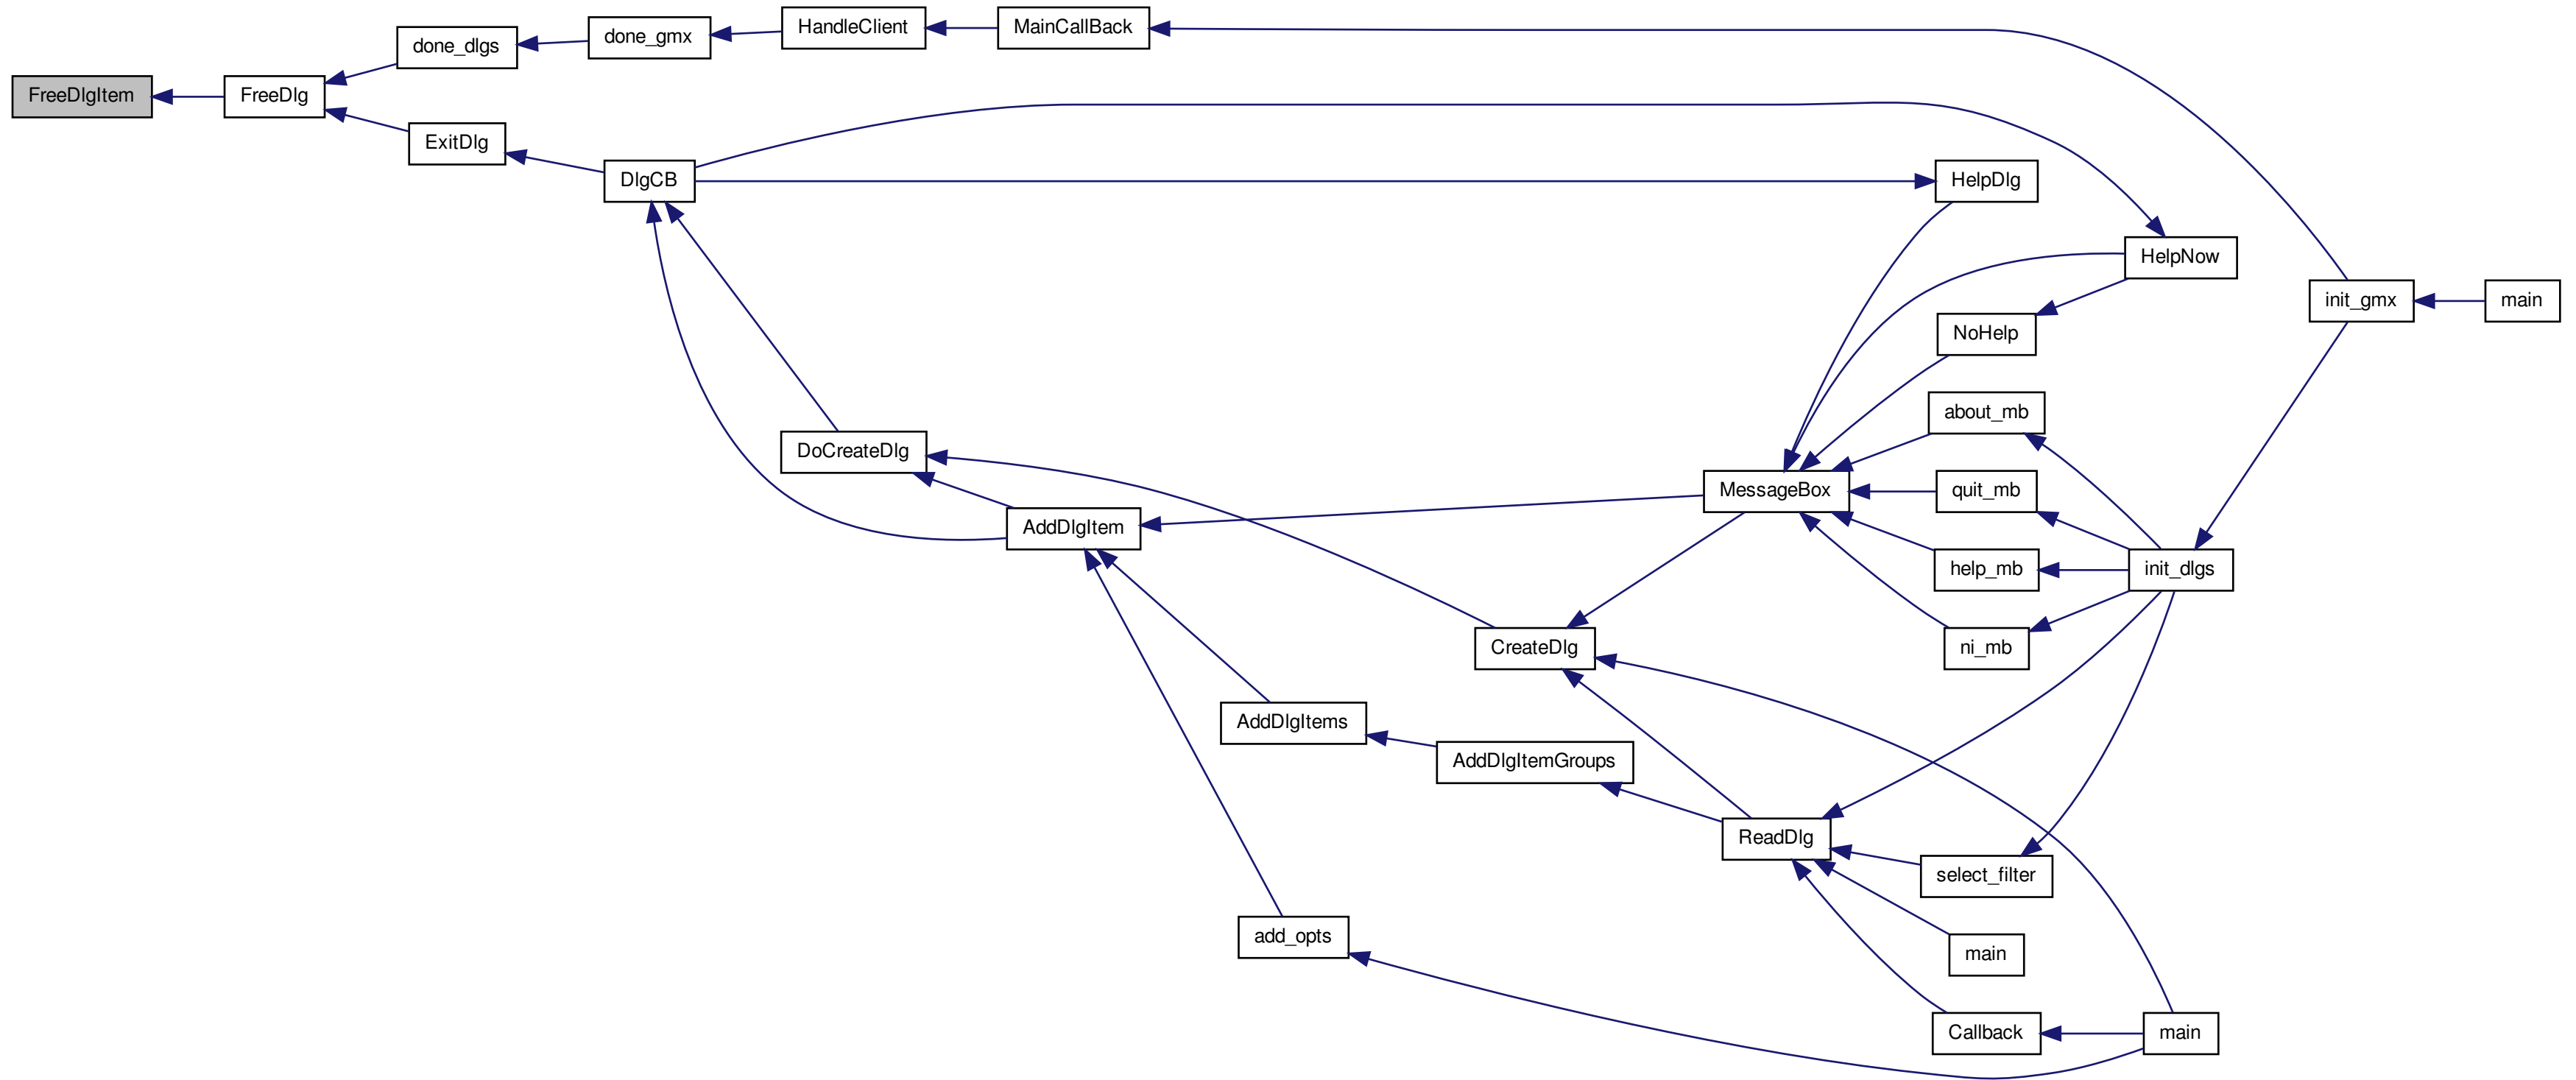 FreeDlgItem
FreeDlg
done_dlgs
done_gmx
HandleClient
MainCallBack
ExitDlg
DlgCB
HelpDlg
HelpNow
init_gmx
main
NoHelp
about_mb
DoCreateDlg
MessageBox
quit_mb
AddDlgItem
help_mb
init_dlgs
CreateDlg
ni_mb
AddDlgItems
AddDlgItemGroups
ReadDlg
select_filter
add_opts
main
Callback
main